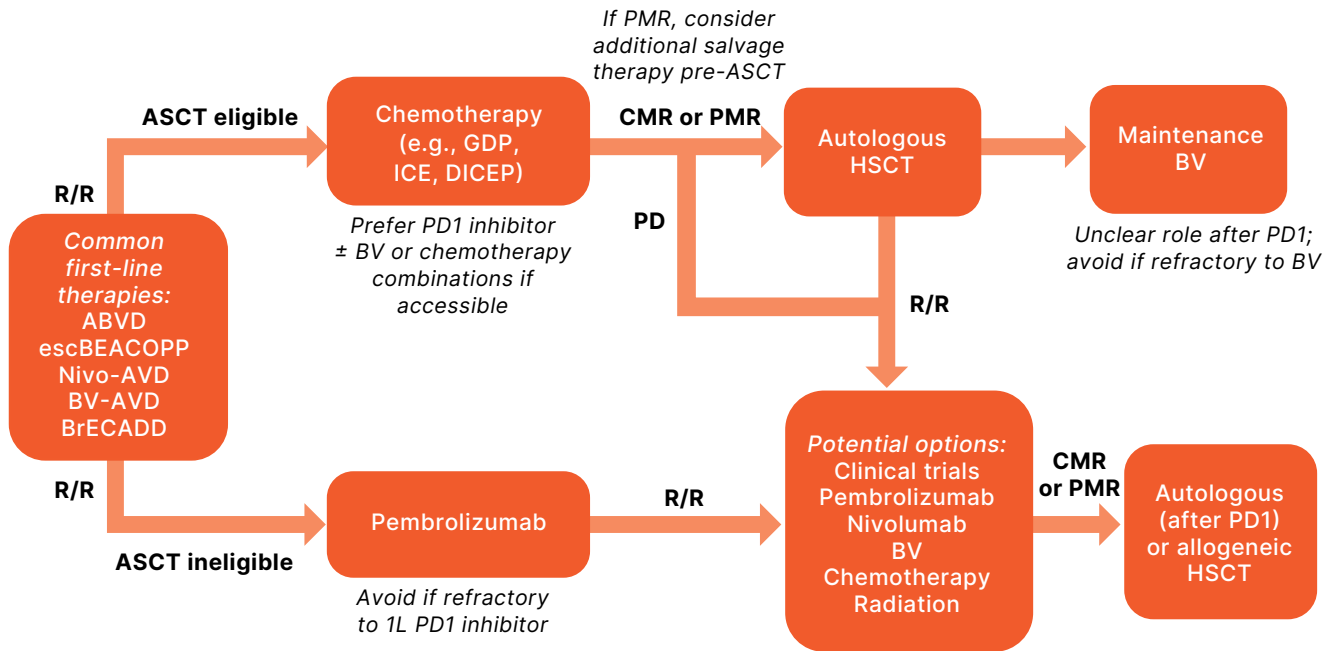 If PMR, consider
additional salvage
therapy pre-ASCT
ASCT eligible
Chemotherapy
(e.g., GDP,
ICE, DICEP)
CMR or PMR
Autologous
HSCT
Maintenance
BV
R/R
Prefer PD1 inhibitor
± BV or chemotherapy
combinations if
accessible
PD
Unclear role after PD1;
avoid if refractory to BV
Common
first-line
therapies:
ABVD
escBEACOPP
Nivo-AVD
BV-AVD
BrECADD
R/R
R/R
ASCT ineligible
Pembrolizumab
Avoid if refractory
to 1L PD1 inhibitor
R/R
Potential options:
Clinical trials
Pembrolizumab
Nivolumab
BV
Chemotherapy
Radiation
CMR
or PMR
Autologous
(after PD1)
or allogeneic
HSCT